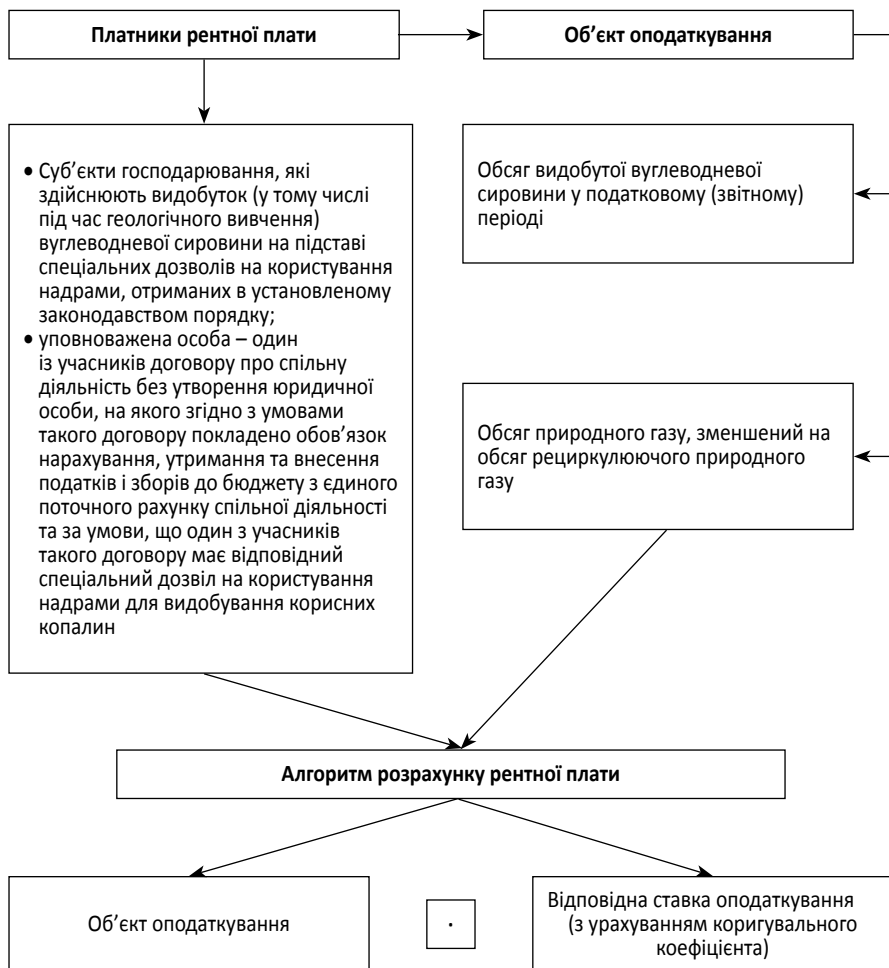 Платники рентної плати
Об’єкт оподаткування
• Суб’єкти господарювання, які
здійснюють видобуток (у тому числі
під час геологічного вивчення)
вуглеводневої сировини на підставі
спеціальних дозволів на користування
надрами, отриманих в установленому
законодавством порядку;
• уповноважена особа – один
із учасників договору про спільну
діяльність без утворення юридичної
особи, на якого згідно з умовами
такого договору покладено обов’язок
нарахування, утримання та внесення
податків і зборів до бюджету з єдиного
поточного рахунку спільної діяльності
та за умови, що один з учасників
такого договору має відповідний
спеціальний дозвіл на користування
надрами для видобування корисних
копалин
Обсяг видобутої вуглеводневої
сировини у податковому (звітному)
періоді
Обсяг природного газу, зменшений на
обсяг рециркулюючого природного
газу
Алгоритм розрахунку рентної плати
Об’єкт оподаткування
·
Відповідна ставка оподаткування
(з урахуванням коригувального
коефіцієнта)